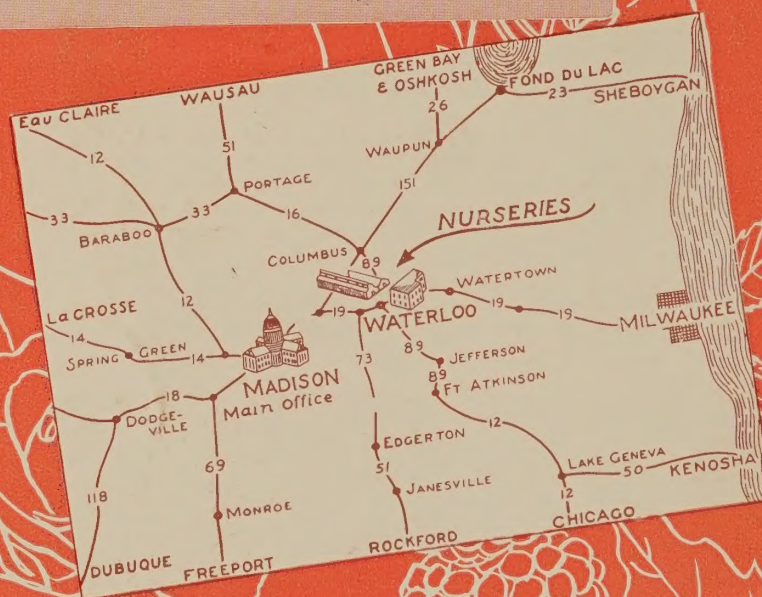 GREEN BAY
& OSHKOSH
FOND DU LAC
EAU CLAIRE
WAUSAU
26
23
SHEBOYGAN
12
51
WAUPUN
PORTAGE
151
33
33
16
BARABOO
NURSERIES
COLUMBUS
89
WATERTOWN
12
LA CROSSE
19
19
19
MILWAUKEE
WATERLOO
14
SPRING GREEN
14
73
89
JEFFERSON
89
FT ATKINSON
MADISON
Main Office
18
DODGE-
VILLE
12
EDGERTON
69
LAKE GENEVA
50
KENOSHA
51
118
JANESVILLE
12
MONROE
CHICAGO
ROCKFORD
DUBUQUE
FREEPORT